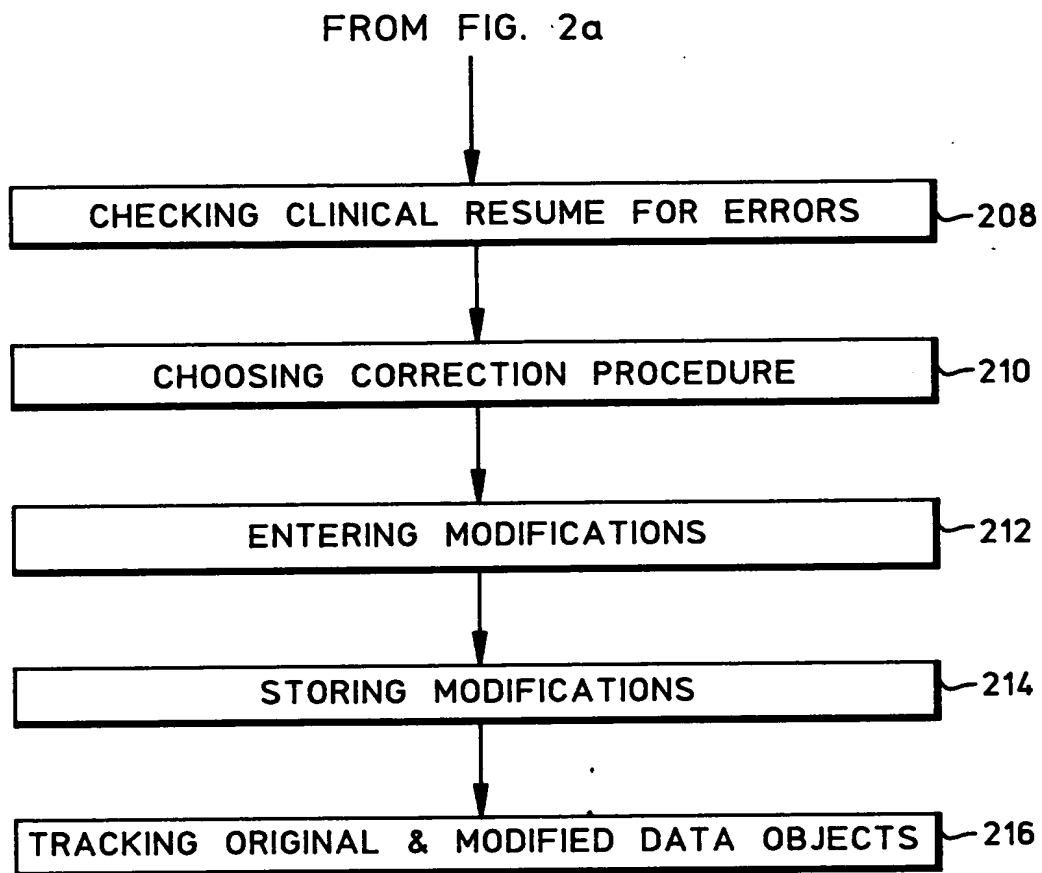 FROM FIG. 2a
CHECKING CLINICAL RESUME FOR ERRORS 208
CHOOSING CORRECTION PROCEDURE 210
ENTERING MODIFICATIONS 212
STORING MODIFICATIONS 214
TRACKING ORIGINAL & MODIFIED DATA OBJECTS 216